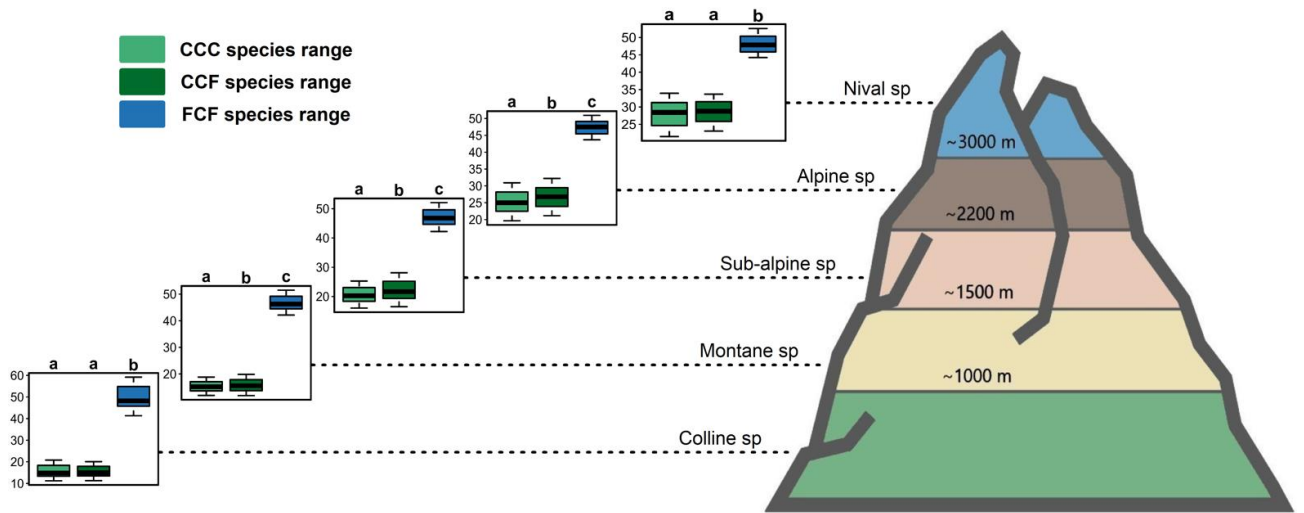 CCC species range
CCF species range
FCF species range
a a b
50
45
40
35
30
25
Nival sp
~3000 m
a b c
50
45
40
35
30
25
20
Alpine sp
~2200 m
a b c
50
40
30
20
Sub-alpine sp
~1500 m
a b c
50
40
30
20
Montane sp
~1000 m
a a b
60
50
40
30
20
10
Colline sp